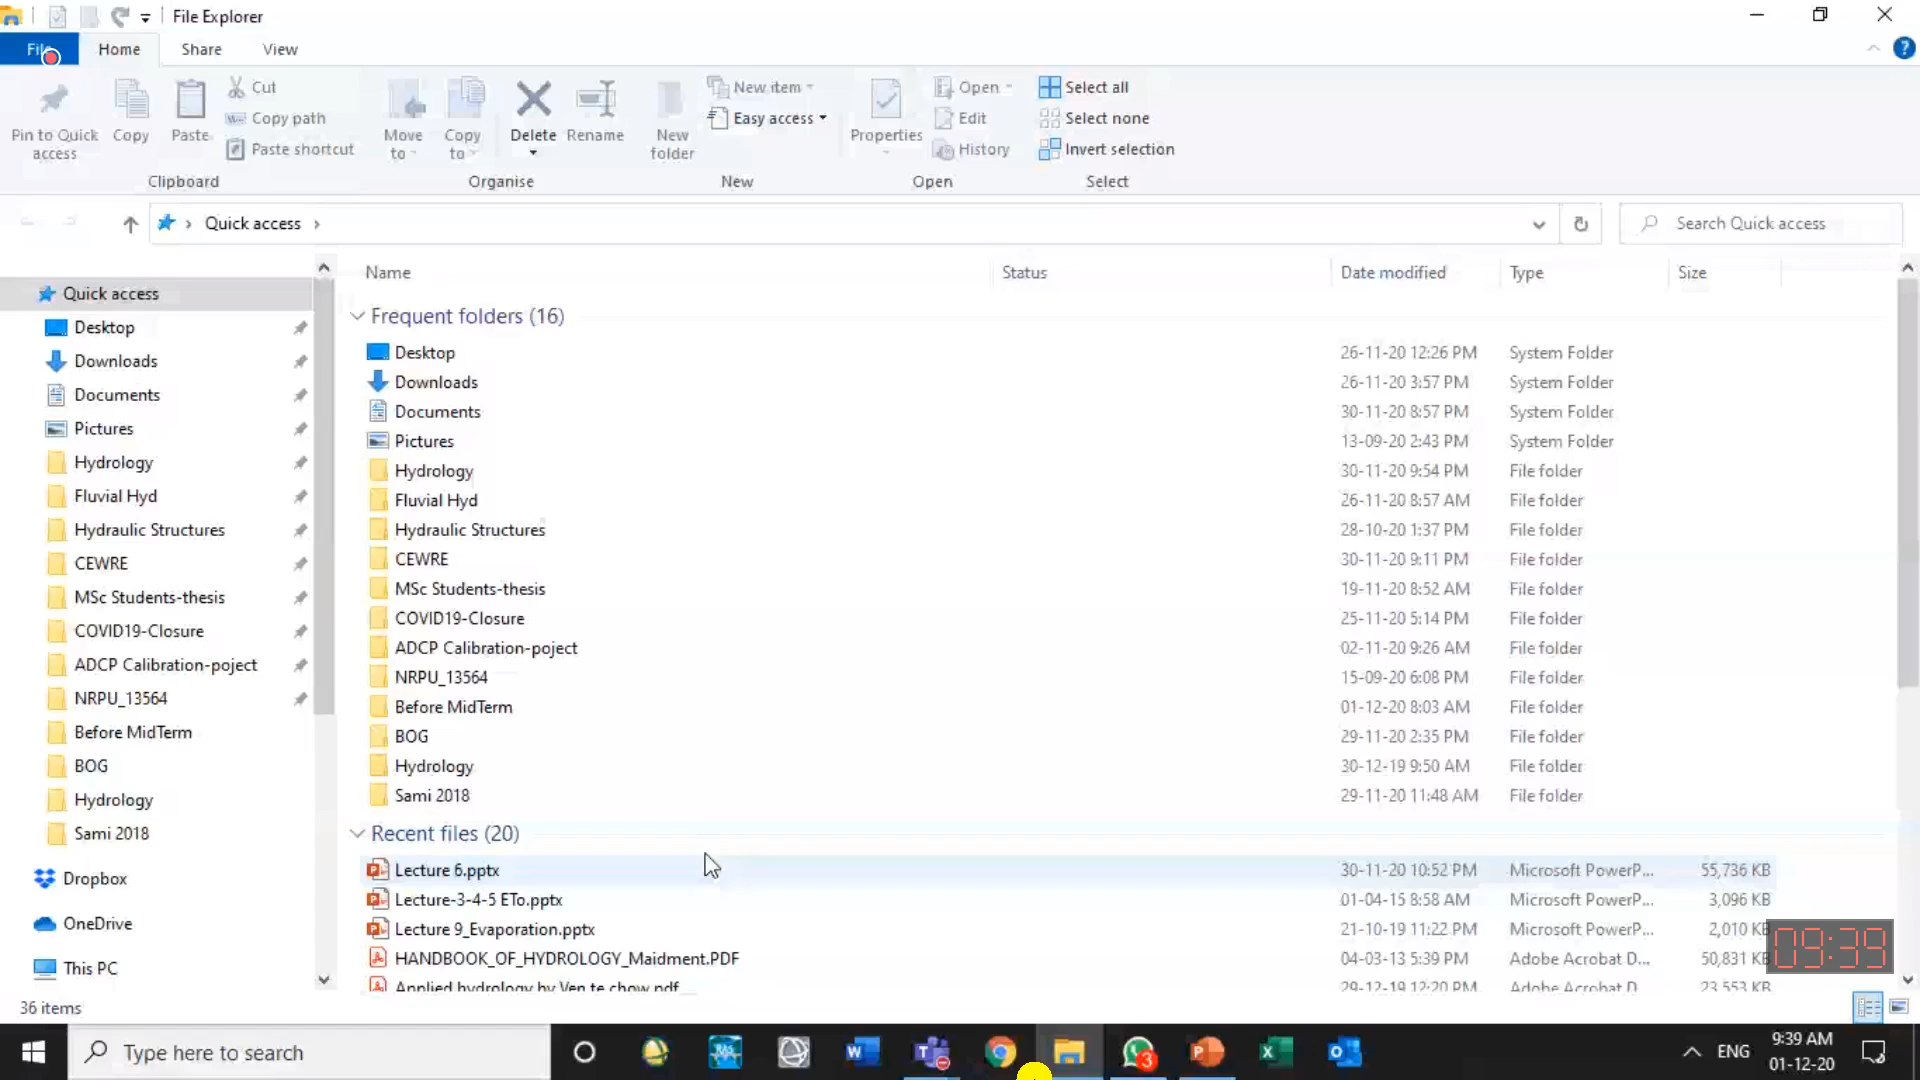 File Explorer
File Home Share View
Pin to Quick access
Copy
Paste
Cut
Copy path
Paste shortcut
Clipboard
Move to
Copy to
Delete
Rename
Organise
New folder
New item
Easy access
New
Properties
Open
Edit
History
Open
Select all
Select none
Invert selection
Select
Quick access
Search Quick access
Name Status Date modified Type Size
Quick access
Desktop
Downloads
Documents
Pictures
Hydrology
Fluvial Hyd
Hydraulic Structures
CEWRE
MSc Students-thesis
COVID19-Closure
ADCP Calibration-poject
NRPU_13564
Before MidTerm
BOG
Hydrology
Sami 2018
Dropbox
OneDrive
This PC
Frequent folders (16)
Desktop 26-11-20 12:26 PM System Folder
Downloads 26-11-20 3:57 PM System Folder
Documents 30-11-20 8:57 PM System Folder
Pictures 13-09-20 2:43 PM System Folder
Hydrology 30-11-20 9:54 PM File folder
Fluvial Hyd 26-11-20 8:57 AM File folder
Hydraulic Structures 28-10-20 1:37 PM File folder
CEWRE 30-11-20 9:11 PM File folder
MSc Students-thesis 19-11-20 8:52 AM File folder
COVID19-Closure 25-11-20 5:14 PM File folder
ADCP Calibration-poject 02-11-20 9:26 AM File folder
NRPU_13564 15-09-20 6:08 PM File folder
Before MidTerm 01-12-20 8:03 AM File folder
BOG 29-11-20 2:35 PM File folder
Hydrology 30-12-19 9:50 AM File folder
Sami 2018 29-11-20 11:48 AM File folder
Recent files (20)
Lecture 6.pptx 30-11-20 10:52 PM Microsoft PowerP... 55,736 KB
Lecture-3-4-5 ETo.pptx 01-04-15 8:58 AM Microsoft PowerP... 3,096 KB
Lecture 9_Evaporation.pptx 21-10-19 11:22 PM Microsoft PowerP... 2,010 KB
HANDBOOK_OF_HYDROLOGY_Maidment.PDF 04-03-13 5:39 PM Adobe Acrobat D... 50,831 KB
Applied hydrology by Ven te chow.pdf 29-12-19 12:20 PM Adobe Acrobat D... 23,553 KB
09:39
36 items
Type here to search
3
ENG
9:39 AM
01-12-20